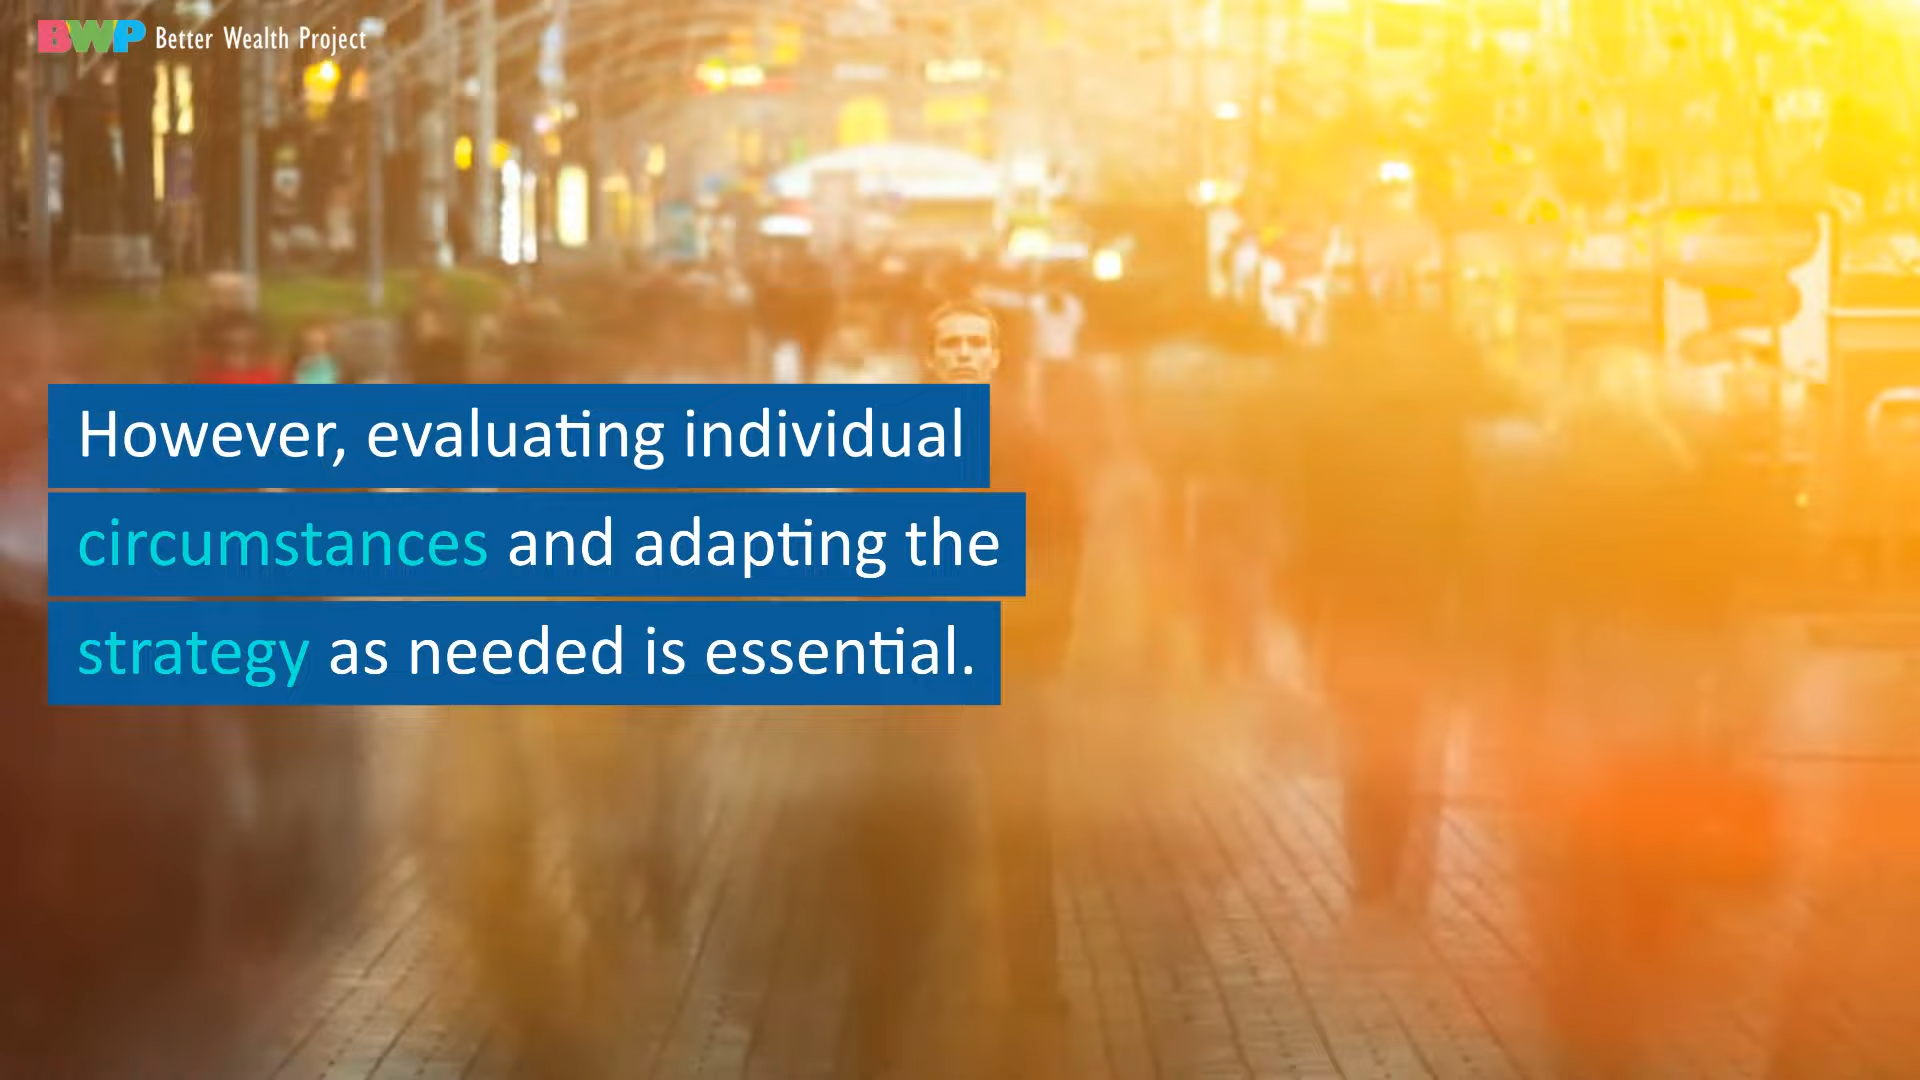 BWP Better Wealth Project
However, evaluating individual
circumstances and adapting the
strategy as needed is essential.